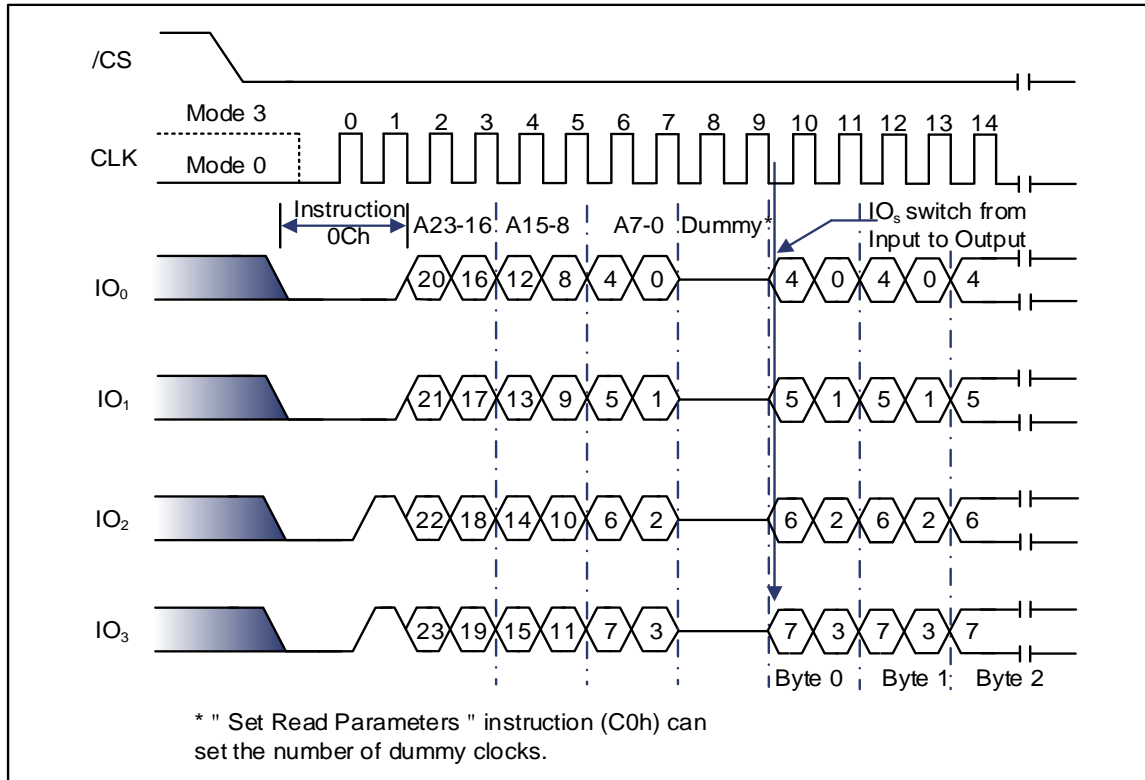 /CS
Mode 3
0 1 2 3 4 5 6 7 8 9 10 11 12 13 14
CLK
Mode 0
Instruction
0Ch
A23-16 A15-8 A7-0 Dummy*
IOs switch from
Input to Output
IO0 20 16 12 8 4 0 4 0 4 0 4
IO1 21 17 13 9 5 1 5 1 5 1 5
IO2 22 18 14 10 6 2 6 2 6 2 6
IO3 23 19 15 11 7 3 7 3 7 3 7
Byte 0 Byte 1 Byte 2
* " Set Read Parameters " instruction (C0h) can
set the number of dummy clocks.